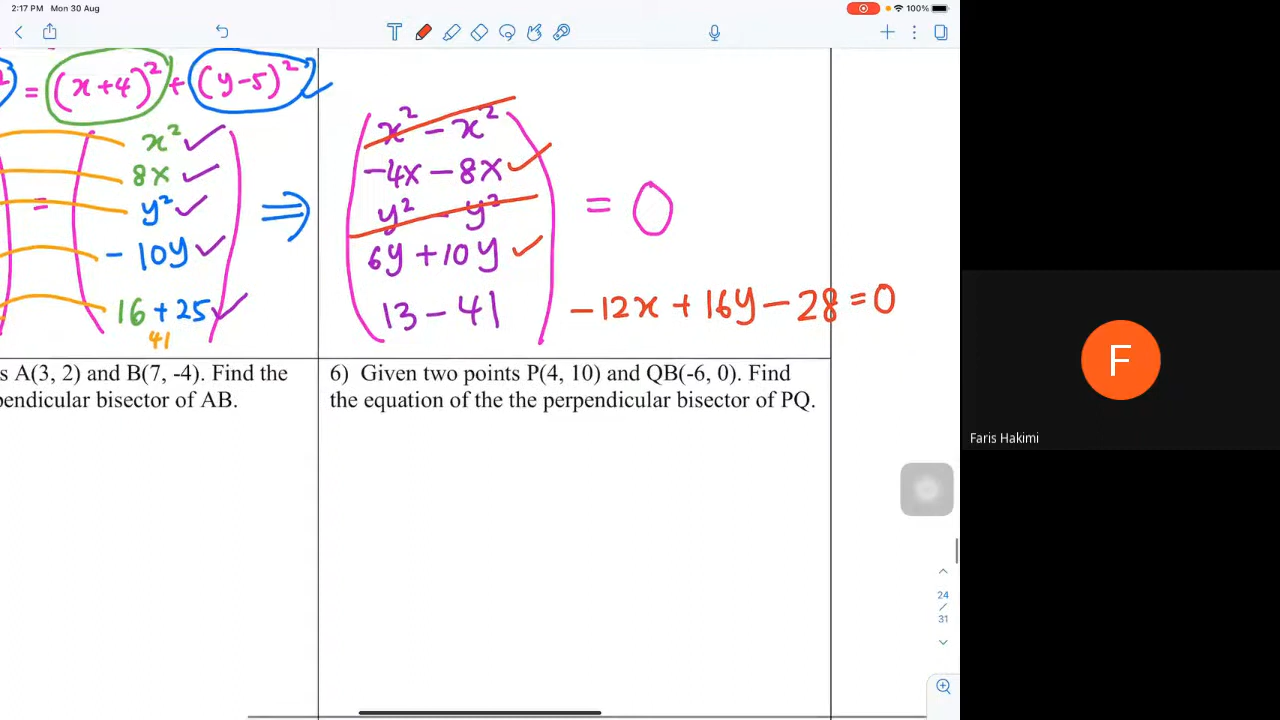 2:17 PM Mon 30 Aug
100%
= (x+4)² + (y-5)²
x²
8x
y²
- 10y
16 + 25
41
=
⇒
x² - x²
-4x - 8x
y² - y²
6y + 10y
13 - 41
= 0
-12x + 16y - 28 = 0
s A(3, 2) and B(7, -4). Find the
pendicular bisector of AB.
6) Given two points P(4, 10) and QB(-6, 0). Find
the equation of the the perpendicular bisector of PQ.
24
/
31
F
Faris Hakimi